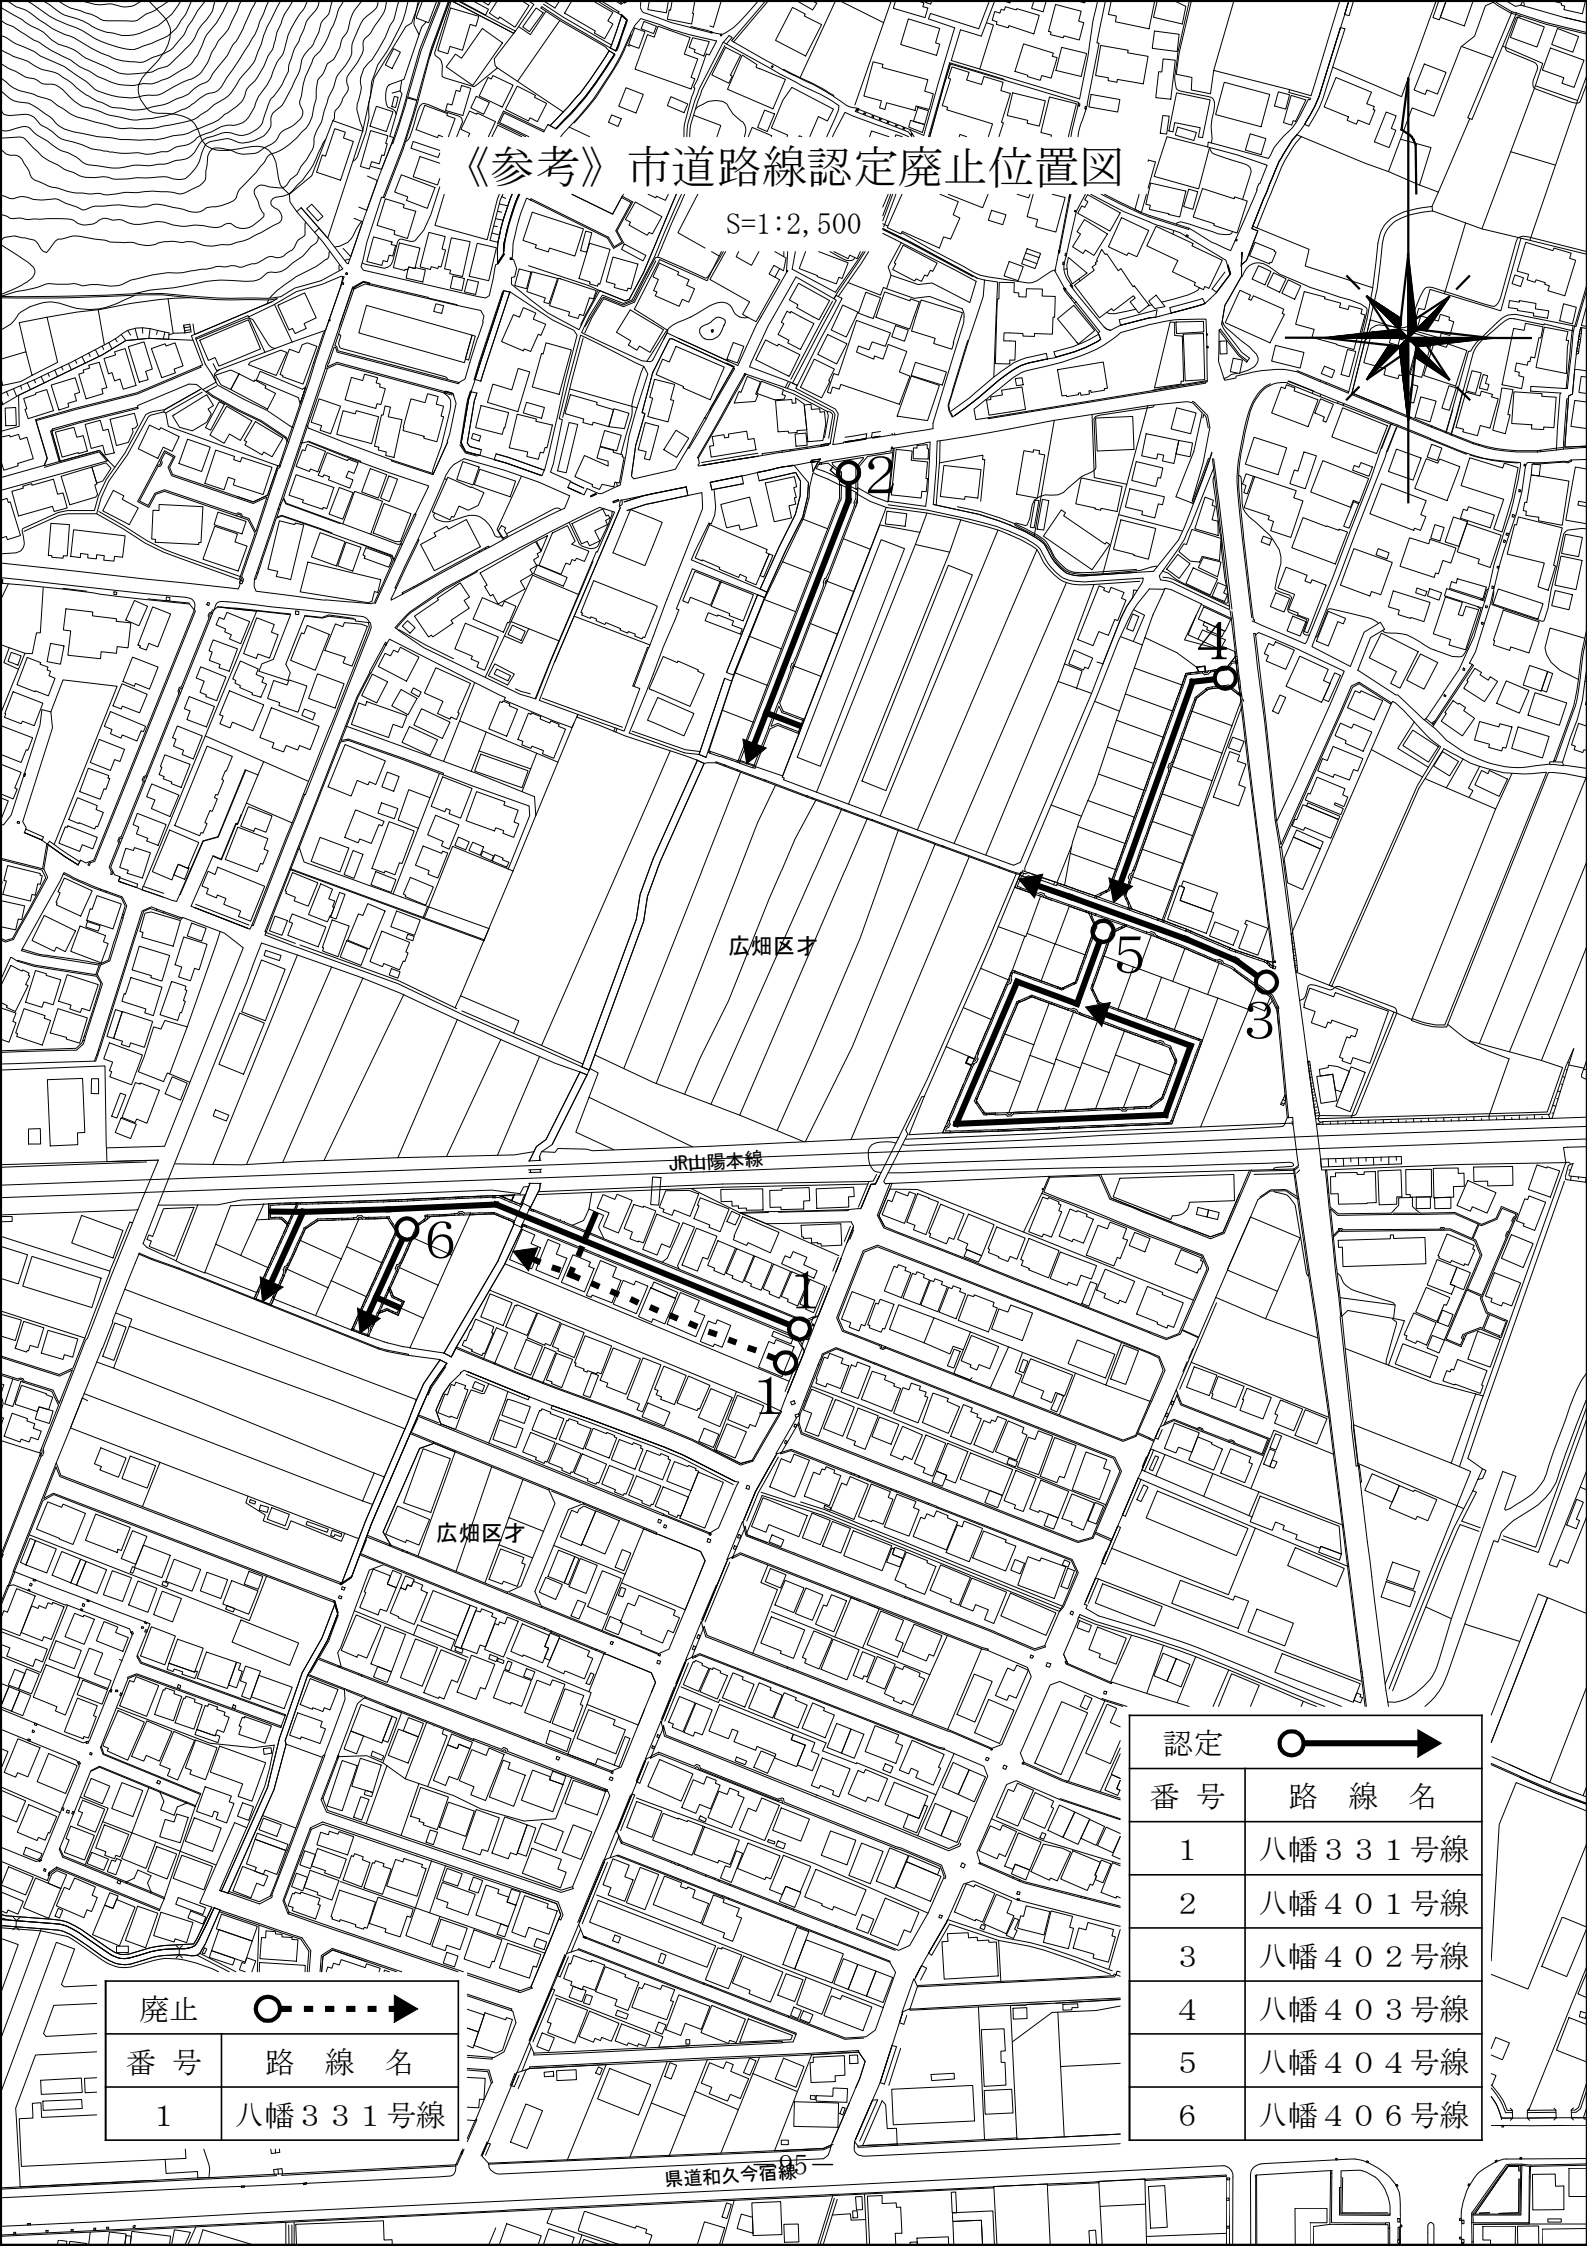 《参考》市道路線認定廃止位置図
S=1:2,500
2
4
広畑区才
5
3
JR山陽本線
6
1
1
広畑区才
認定
番 号 路 線 名
1 八幡３３１号線
2 八幡４０１号線
3 八幡４０２号線
4 八幡４０３号線
5 八幡４０４号線
6 八幡４０６号線
廃止
番 号 路 線 名
1 八幡３３１号線
県道和久今宿線
－95－